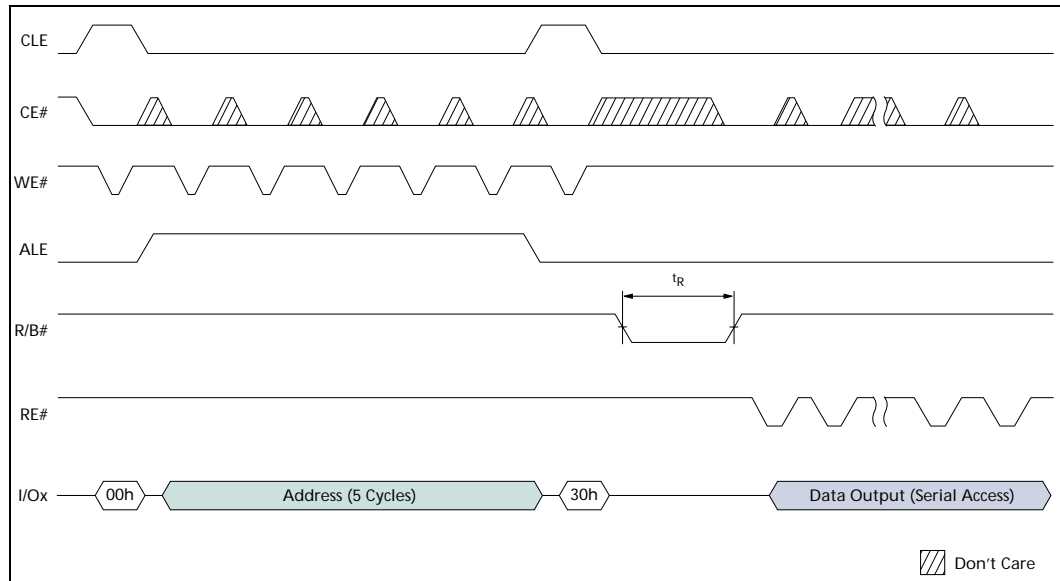 CLE
CE#
WE#
ALE
tR
R/B#
RE#
I/Ox 00h Address (5 Cycles) 30h Data Output (Serial Access)
Don't Care